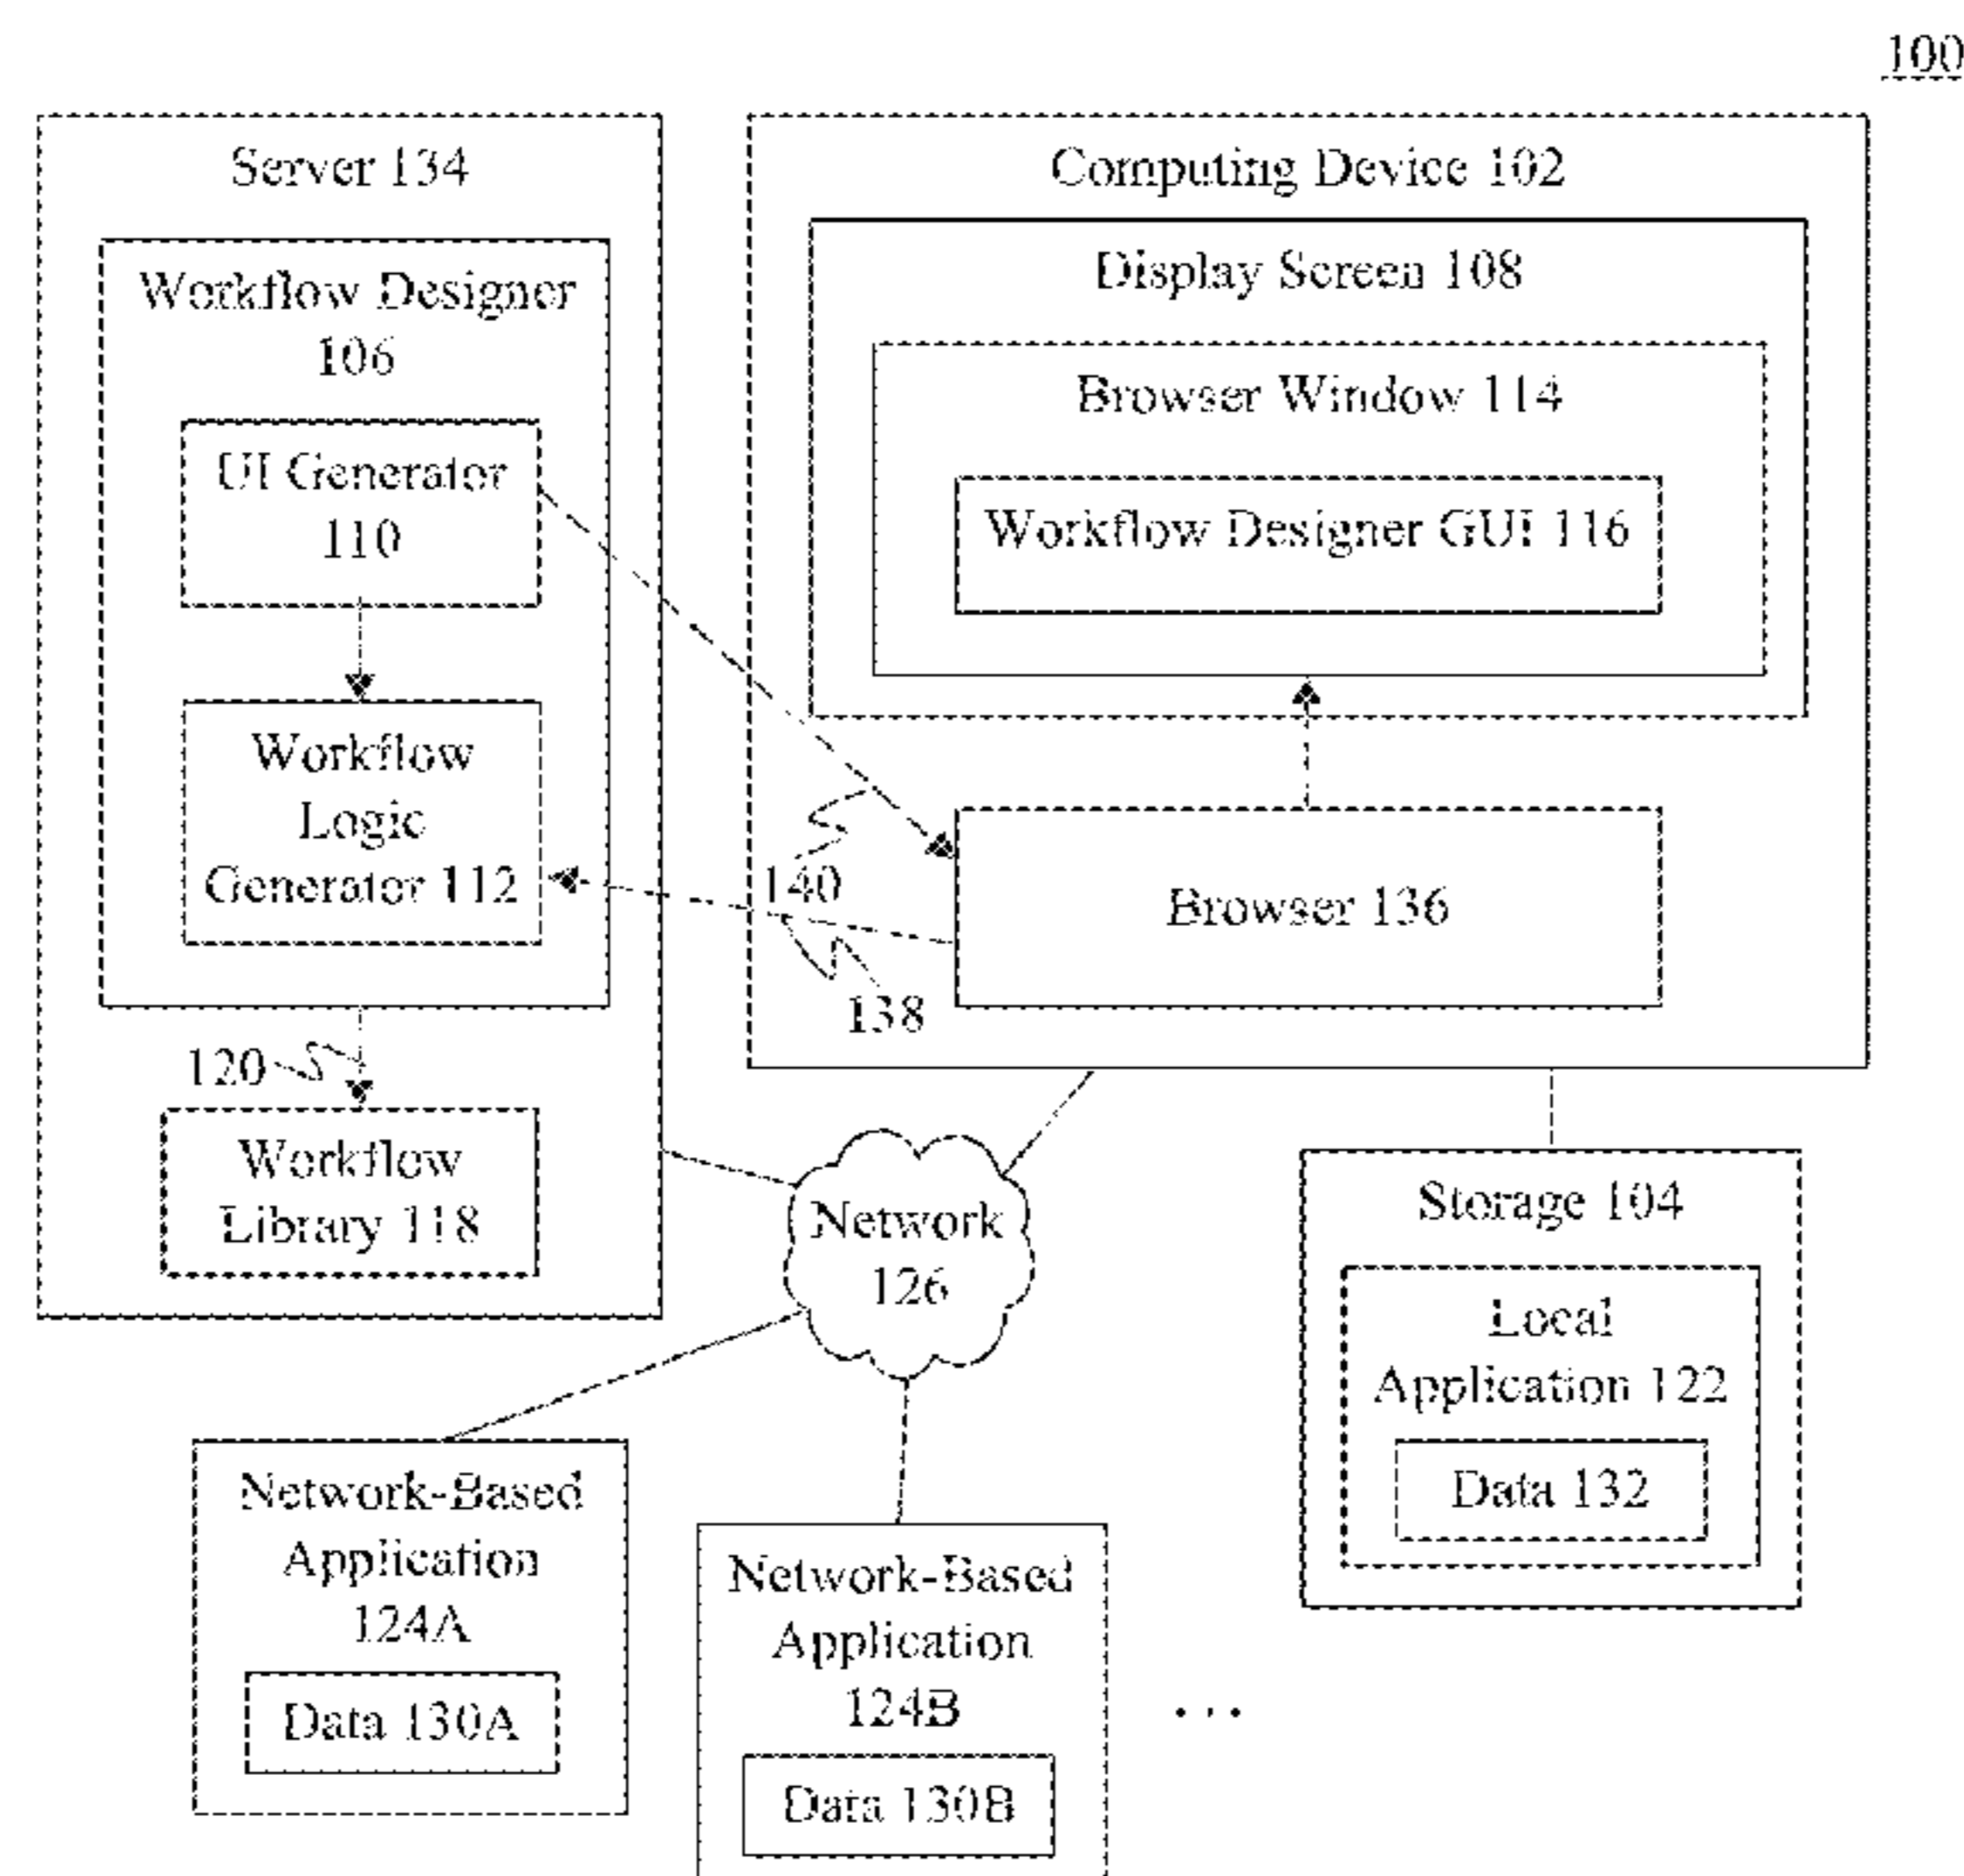 100
Server 134
Workflow Designer
106
UI Generator
110
Workflow
Logic
Generator 112
120
Workflow
Library 118
Computing Device 102
Display Screen 108
Browser Window 114
Workflow Designer GUI 116
140
Browser 136
138
Network
126
Storage 104
Local
Application 122
Data 132
Network-Based
Application
124A
Data 130A
Network-Based
Application
124B
Data 130B
...